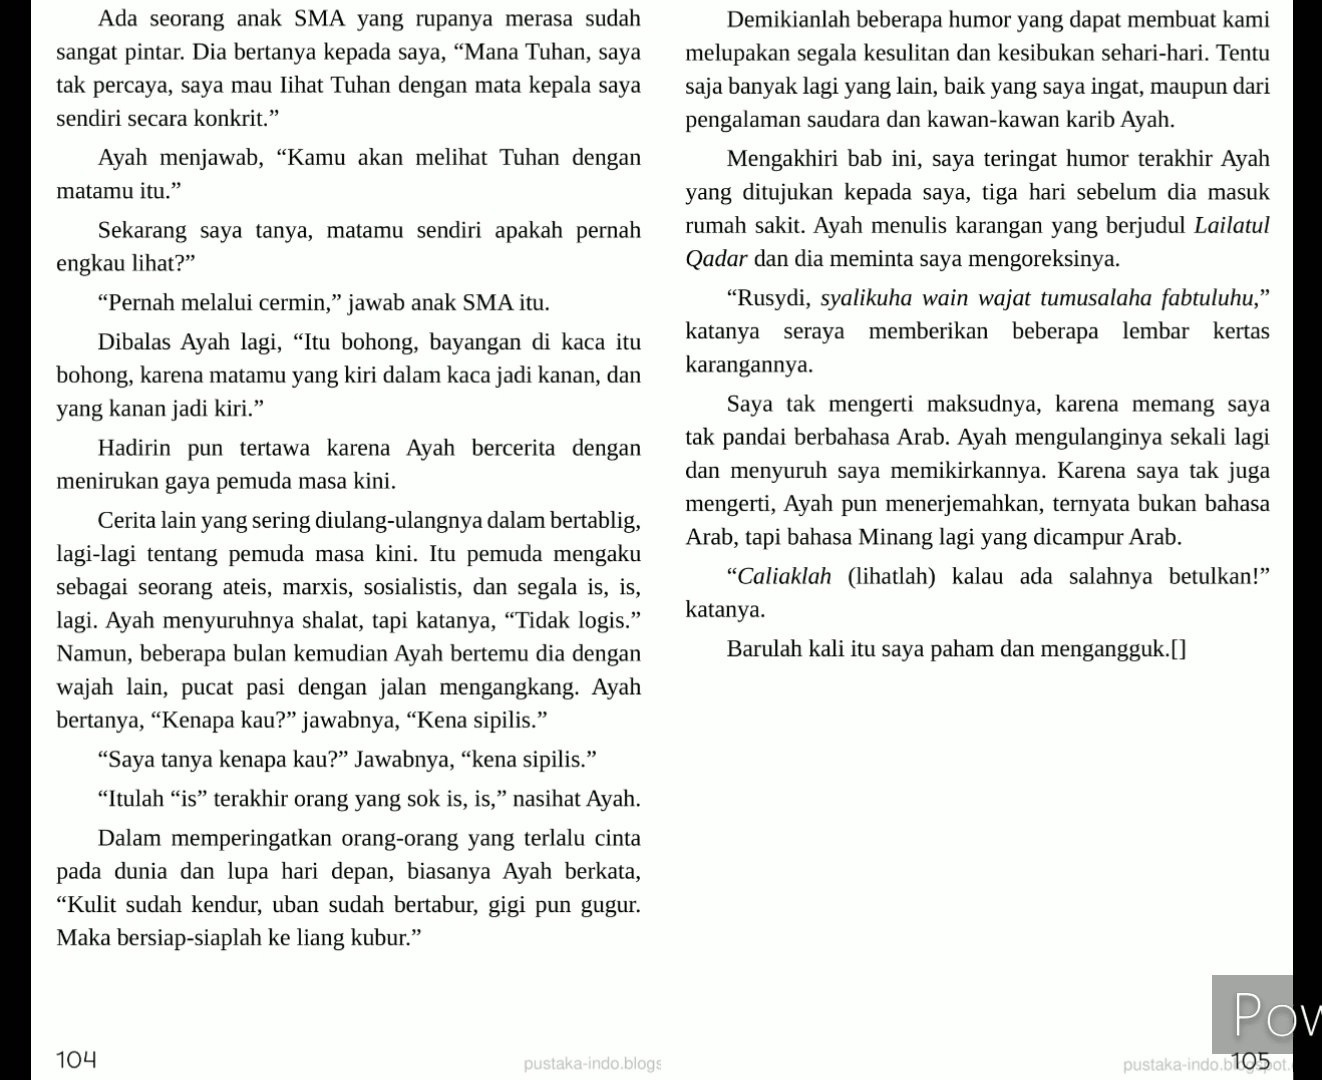 Ada seorang anak SMA yang rupanya merasa sudah
sangat pintar. Dia bertanya kepada saya, “Mana Tuhan, saya
tak percaya, saya mau Iihat Tuhan dengan mata kepala saya
sendiri secara konkrit.”
Ayah menjawab, “Kamu akan melihat Tuhan dengan
matamu itu.”
Sekarang saya tanya, matamu sendiri apakah pernah
engkau lihat?”
“Pernah melalui cermin,” jawab anak SMA itu.
Dibalas Ayah lagi, “Itu bohong, bayangan di kaca itu
bohong, karena matamu yang kiri dalam kaca jadi kanan, dan
yang kanan jadi kiri.”
Hadirin pun tertawa karena Ayah bercerita dengan
menirukan gaya pemuda masa kini.
Cerita lain yang sering diulang-ulangnya dalam bertablig,
lagi-lagi tentang pemuda masa kini. Itu pemuda mengaku
sebagai seorang ateis, marxis, sosialistis, dan segala is, is,
lagi. Ayah menyuruhnya shalat, tapi katanya, “Tidak logis.”
Namun, beberapa bulan kemudian Ayah bertemu dia dengan
wajah lain, pucat pasi dengan jalan mengangkang. Ayah
bertanya, “Kenapa kau?” jawabnya, “Kena sipilis.”
“Saya tanya kenapa kau?” Jawabnya, “kena sipilis.”
“Itulah “is” terakhir orang yang sok is, is,” nasihat Ayah.
Dalam memperingatkan orang-orang yang terlalu cinta
pada dunia dan lupa hari depan, biasanya Ayah berkata,
“Kulit sudah kendur, uban sudah bertabur, gigi pun gugur.
Maka bersiap-siaplah ke liang kubur.”
104
pustaka-indo.blogs
Demikianlah beberapa humor yang dapat membuat kami
melupakan segala kesulitan dan kesibukan sehari-hari. Tentu
saja banyak lagi yang lain, baik yang saya ingat, maupun dari
pengalaman saudara dan kawan-kawan karib Ayah.
Mengakhiri bab ini, saya teringat humor terakhir Ayah
yang ditujukan kepada saya, tiga hari sebelum dia masuk
rumah sakit. Ayah menulis karangan yang berjudul Lailatul
Qadar dan dia meminta saya mengoreksinya.
“Rusydi, syalikuha wain wajat tumusalaha fabtuluhu,”
katanya seraya memberikan beberapa lembar kertas
karangannya.
Saya tak mengerti maksudnya, karena memang saya
tak pandai berbahasa Arab. Ayah mengulanginya sekali lagi
dan menyuruh saya memikirkannya. Karena saya tak juga
mengerti, Ayah pun menerjemahkan, ternyata bukan bahasa
Arab, tapi bahasa Minang lagi yang dicampur Arab.
“Caliaklah (lihatlah) kalau ada salahnya betulkan!”
katanya.
Barulah kali itu saya paham dan mengangguk.[]
Pow
pustaka-indo.blogspot.
105